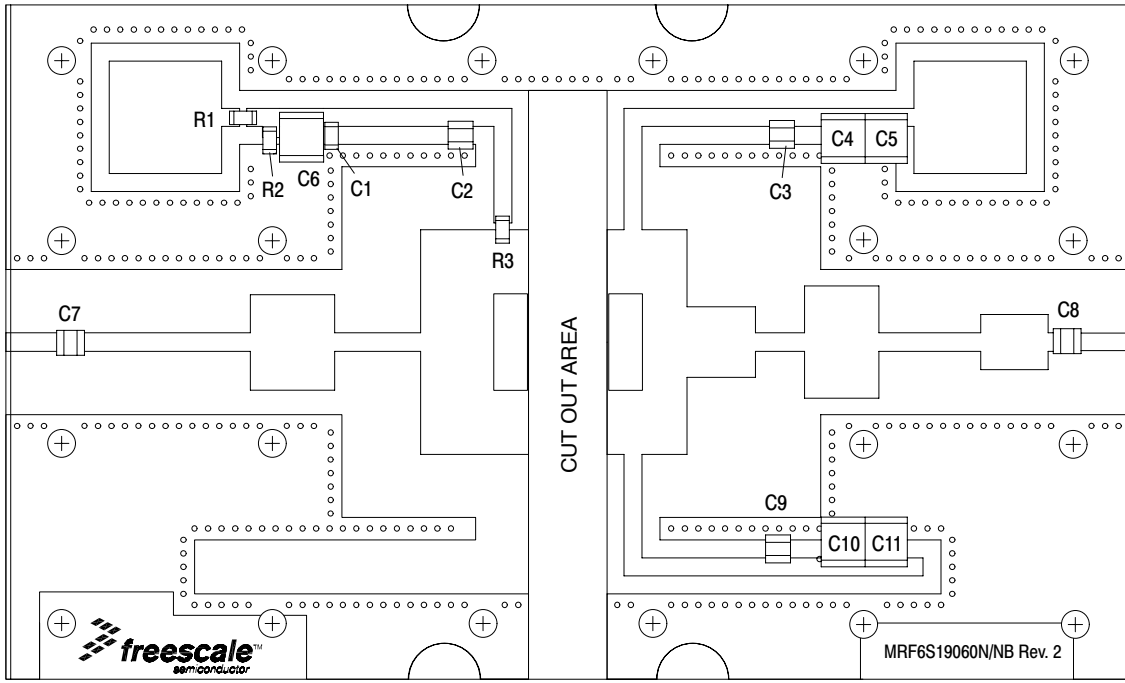 R1
C4 C5
R2
C6
C1
C2
C3
R3
C7
C8
CUT OUT AREA
C9
C10 C11
freescale™
semiconductor
MRF6S19060N/NB Rev. 2